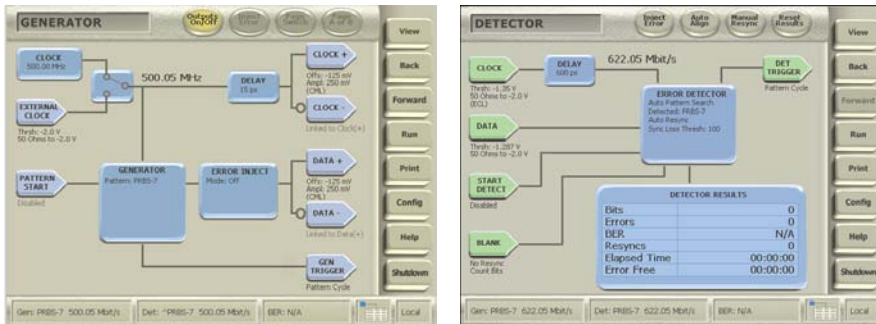 GENERATOR
Outputs On/Off
Inject Error
Page Switch
Page A or B
View
CLOCK
500.00 MHz
500.05 MHz
DELAY
15 ps
CLOCK +
Offs: -125 mV
Ampl: 250 mV
(CML)
Back
EXTERNAL CLOCK
Thrsh: -2.0 V
50 Ohms to -2.0 V
CLOCK -
Linked to Clock(+)
Forward
Run
PATTERN START
Disabled
GENERATOR
Pattern: PRBS-7
ERROR INJECT
Mode: Off
DATA +
Offs: -125 mV
Ampl: 250 mV
(CML)
Print
DATA -
Linked to Data(+)
Config
Help
GEN TRIGGER
Pattern Cycle
Shutdown
Gen: PRBS-7 500.05 Mbit/s
Det: ^PRBS-7 500.05 Mbit/s
BER: N/A
Local
DETECTOR
Inject Error
Auto Align
Manual Resync
Reset Results
View
CLOCK
Thrsh: -1.35 V
50 Ohms to -2.0 V
(ECL)
DELAY
600 ps
622.05 Mbit/s
DET TRIGGER
Pattern Cycle
Back
ERROR DETECTOR
Auto Pattern Search
Detected: PRBS-7
Auto Resync
Sync Loss Thresh: 100
Forward
DATA
Thrsh: -1.287 V
50 Ohms to -2.0 V
Run
START DETECT
Disabled
Print
DETECTOR RESULTS
Bits 0
Errors 0
BER N/A
Resyncs 0
Elapsed Time 00:00:00
Error Free 00:00:00
Config
BLANK
No Resync
Count Bits
Help
Shutdown
Gen: PRBS-7 622.05 Mbit/s
Det: PRBS-7 622.05 Mbit/s
BER: N/A
Local